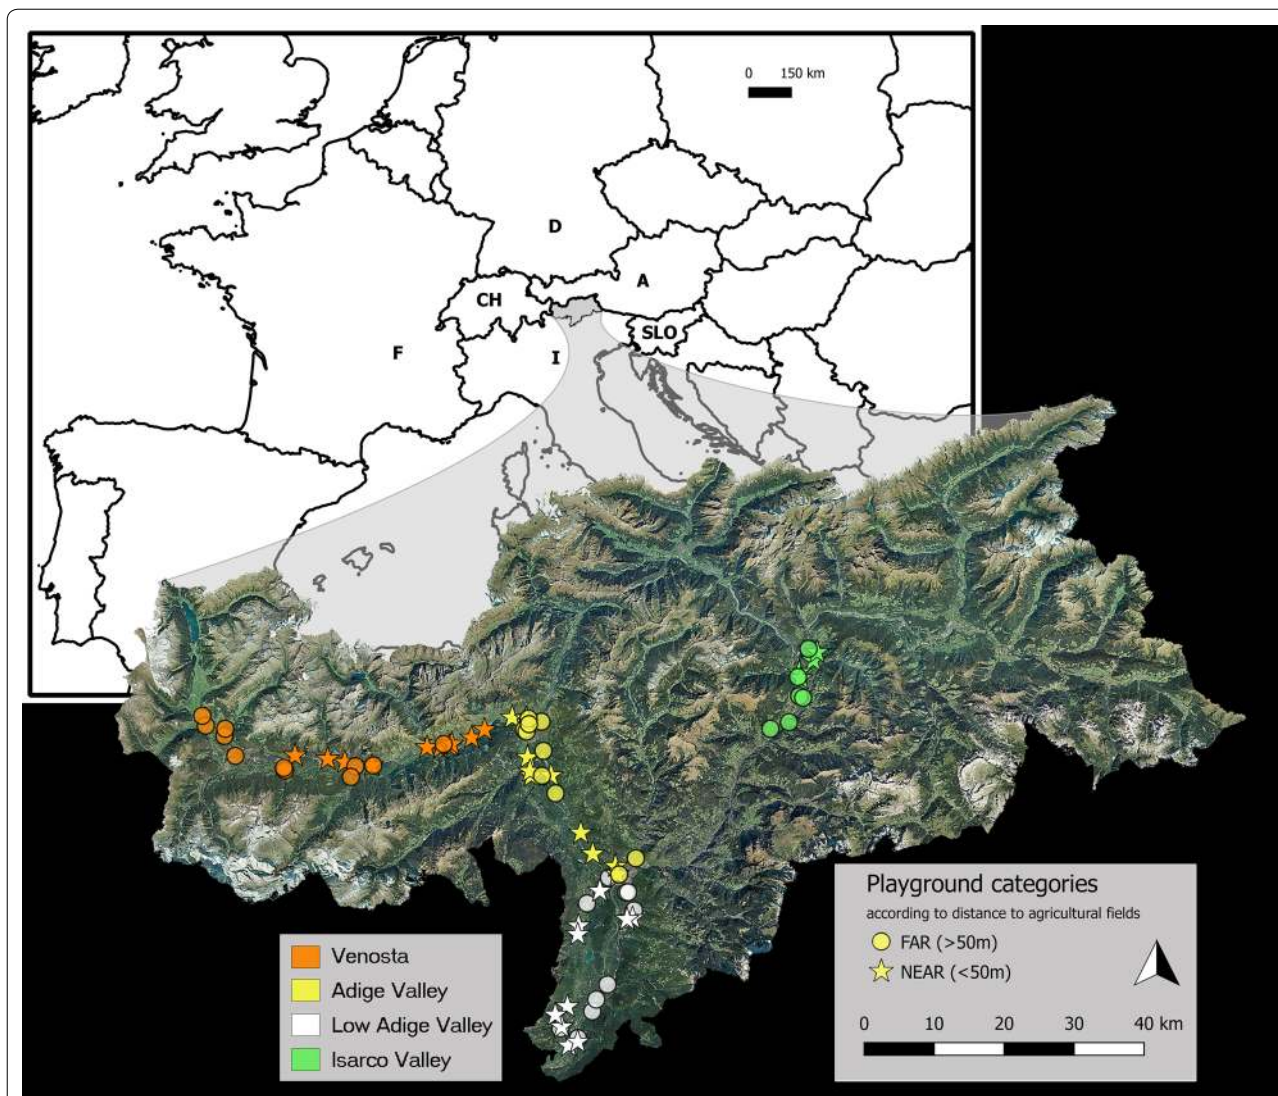 0 150 km
D
A
CH
SLO
F
I
Playground categories
according to distance to agricultural fields
FAR (>50m)
NEAR (<50m)
0 10 20 30 40 km
Venosta
Adige Valley
Low Adige Valley
Isarco Valley